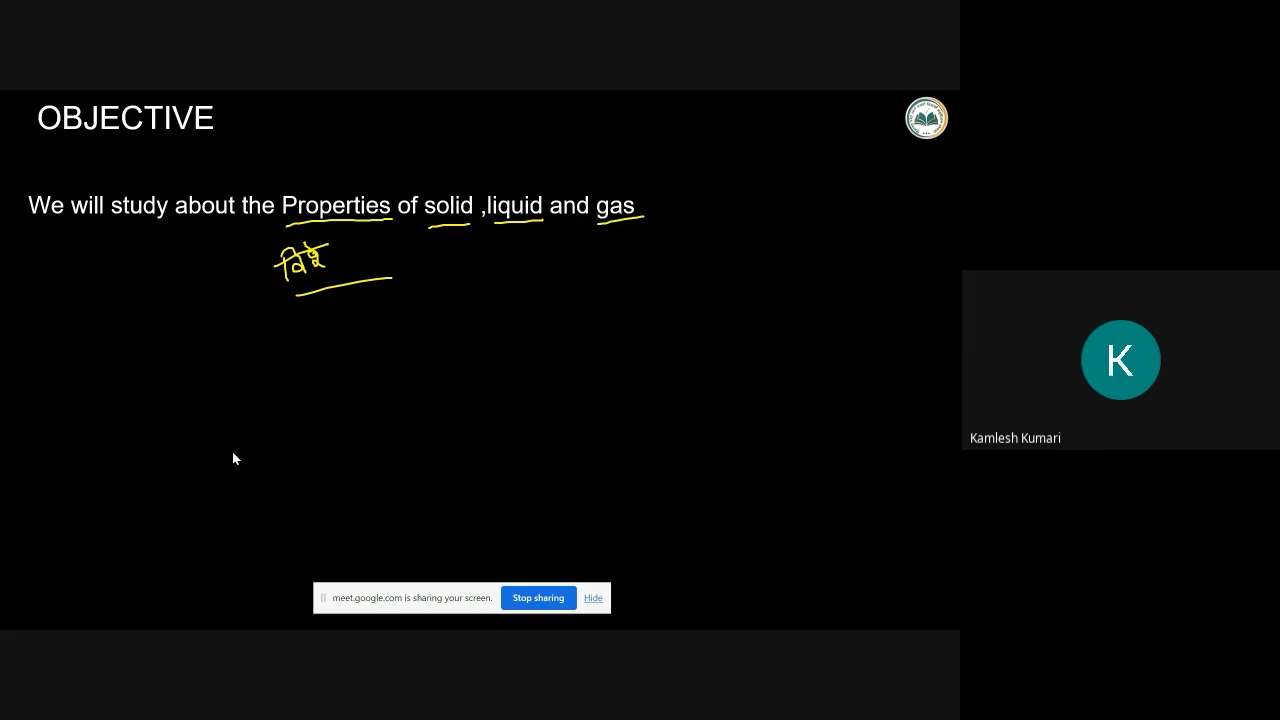 OBJECTIVE
We will study about the Properties of solid ,liquid and gas
K
Kamlesh Kumari
meet.google.com is sharing your screen. Stop sharing Hide